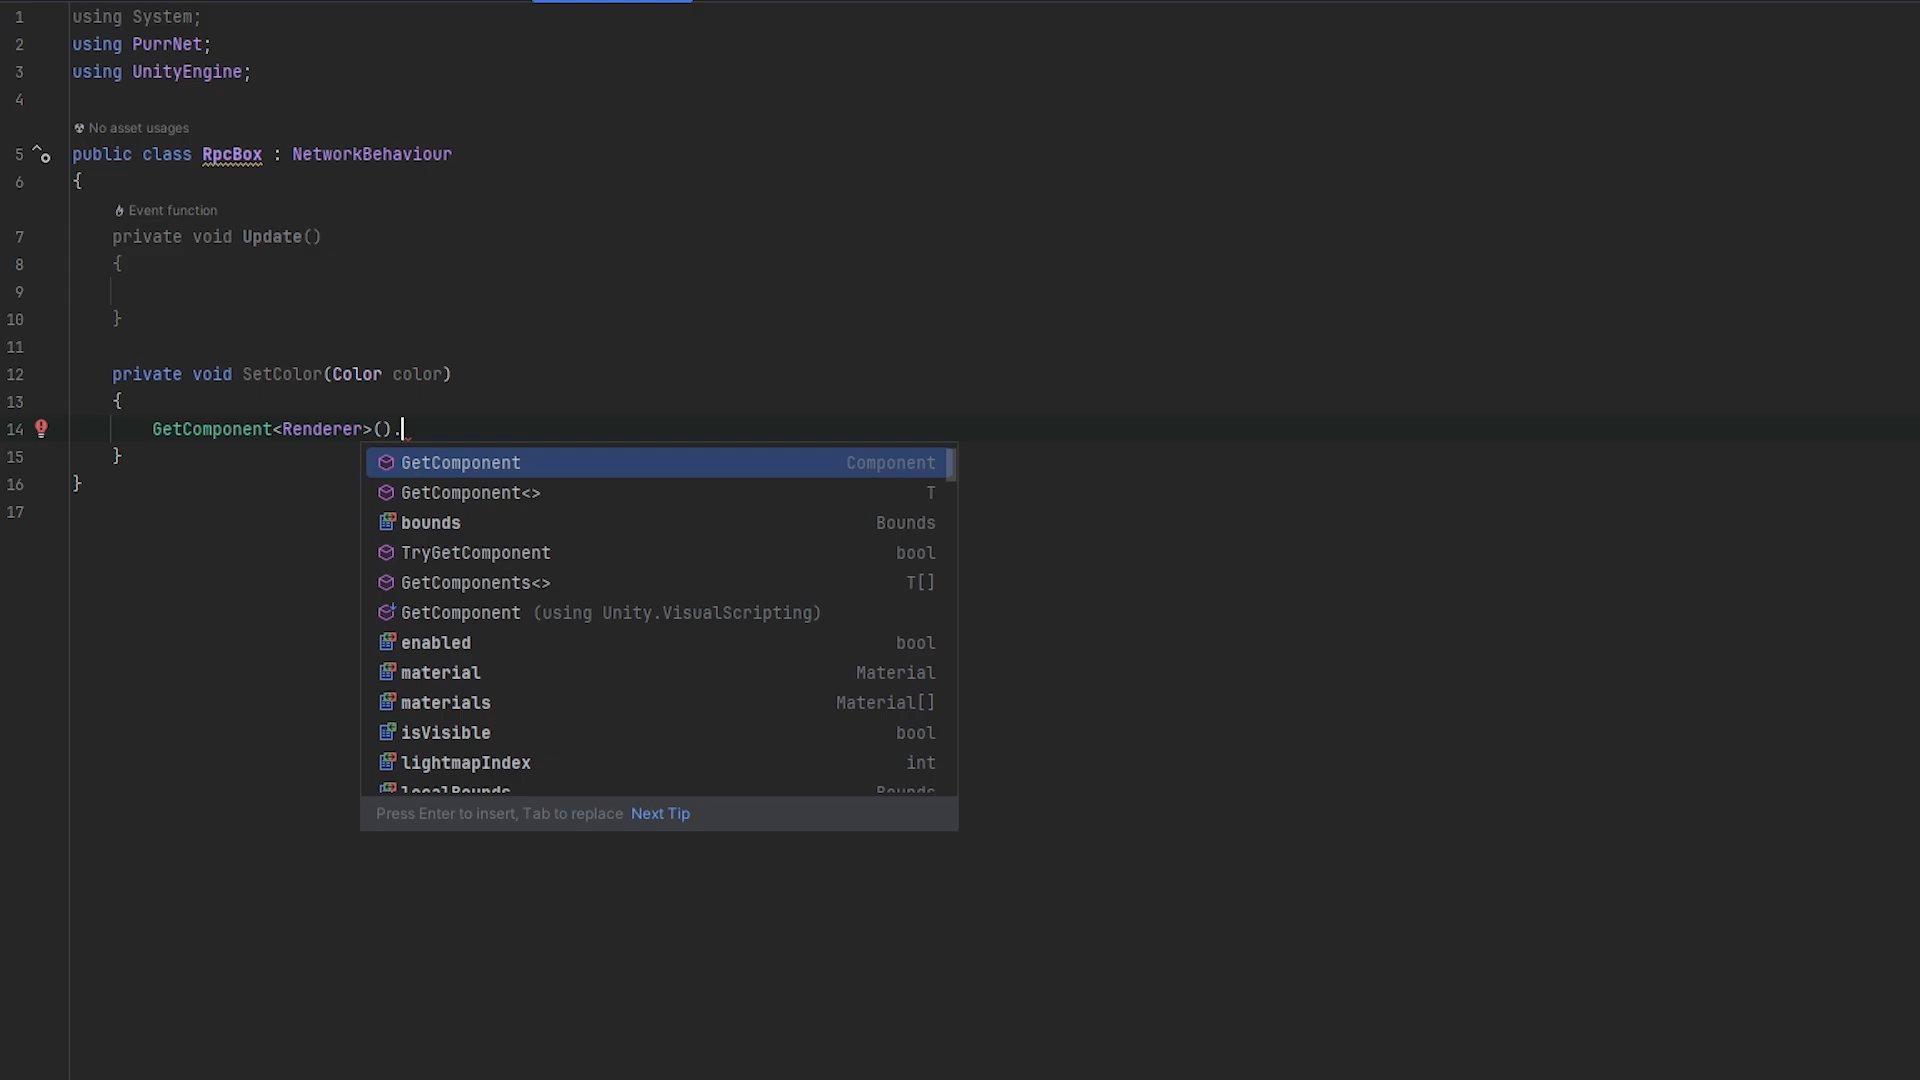 1 using System;
2 using PurrNet;
3 using UnityEngine;
4
No asset usages
5 public class RpcBox : NetworkBehaviour
6 {
Event function
7 private void Update()
8 {
9
10 }
11
12 private void SetColor(Color color)
13 {
14 GetComponent<Renderer>().
15 }
16 }
17
GetComponent Component
GetComponent<> T
bounds Bounds
TryGetComponent bool
GetComponents<> T[]
GetComponent (using Unity.VisualScripting)
enabled bool
material Material
materials Material[]
isVisible bool
lightmapIndex int
localBounds Bounds
Press Enter to insert, Tab to replace Next Tip